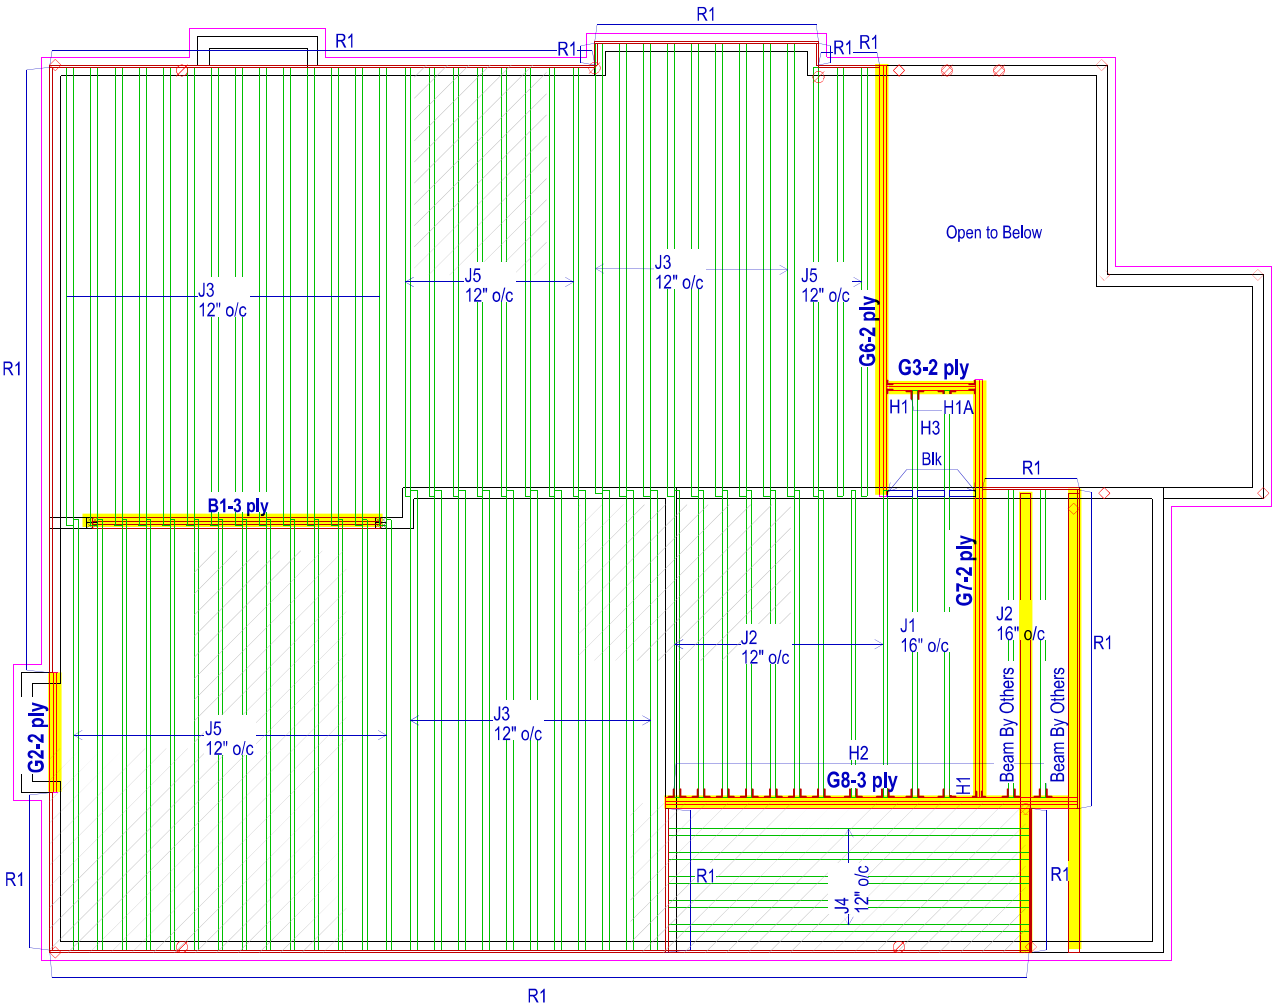 R1
R1
R1
R1
R1
Open to Below
J3
12" o/c
J5
12" o/c
J3
12" o/c
J5
12" o/c
G6-2 ply
R1
G3-2 ply
H1
H1A
H3
Blk
R1
B1-3 ply
G7-2 ply
J2
12" o/c
J1
16" o/c
J2
16" o/c
R1
Beam By Others
Beam By Others
G2-2 ply
J5
12" o/c
J3
12" o/c
H2
G8-3 ply
H1
R1
R1
J4
12" o/c
R1
R1